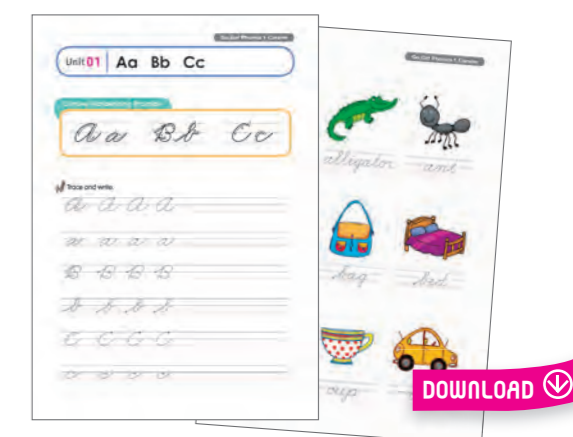 Unit 01 Aa Bb Cc
Cursive Handwriting Practice
Aa Bb Cc
Trace and write.
A A A A
a a a a
B B B B
b b b b
C C C C
c c c c
alligator ant
bag bed
cup
DOWNLOAD